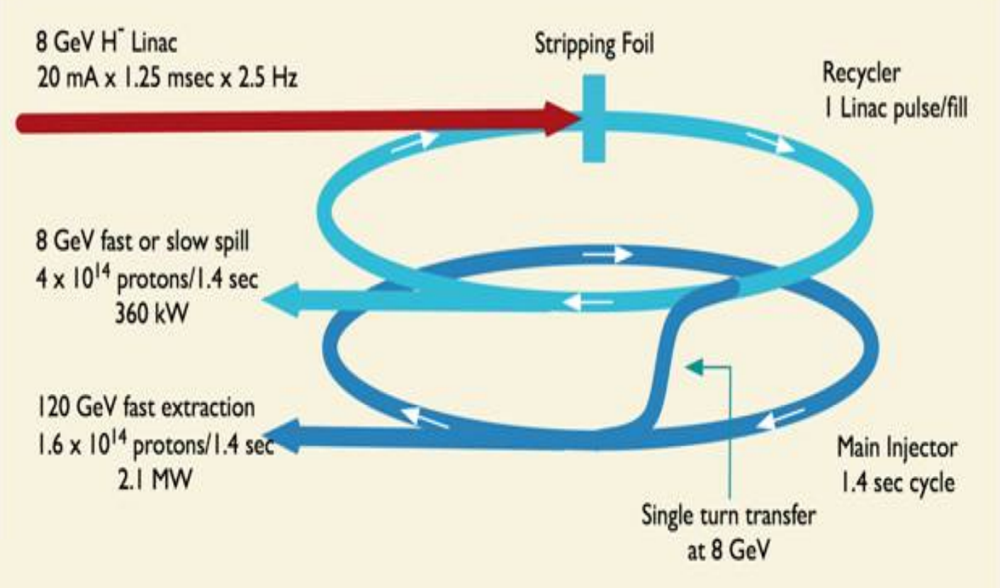 8 GeV H⁻ Linac
20 mA x 1.25 msec x 2.5 Hz
Stripping Foil
Recycler
1 Linac pulse/fill
8 GeV fast or slow spill
4 x 10¹⁴ protons/1.4 sec
360 kW
120 GeV fast extraction
1.6 x 10¹⁴ protons/1.4 sec
2.1 MW
Main Injector
1.4 sec cycle
Single turn transfer
at 8 GeV